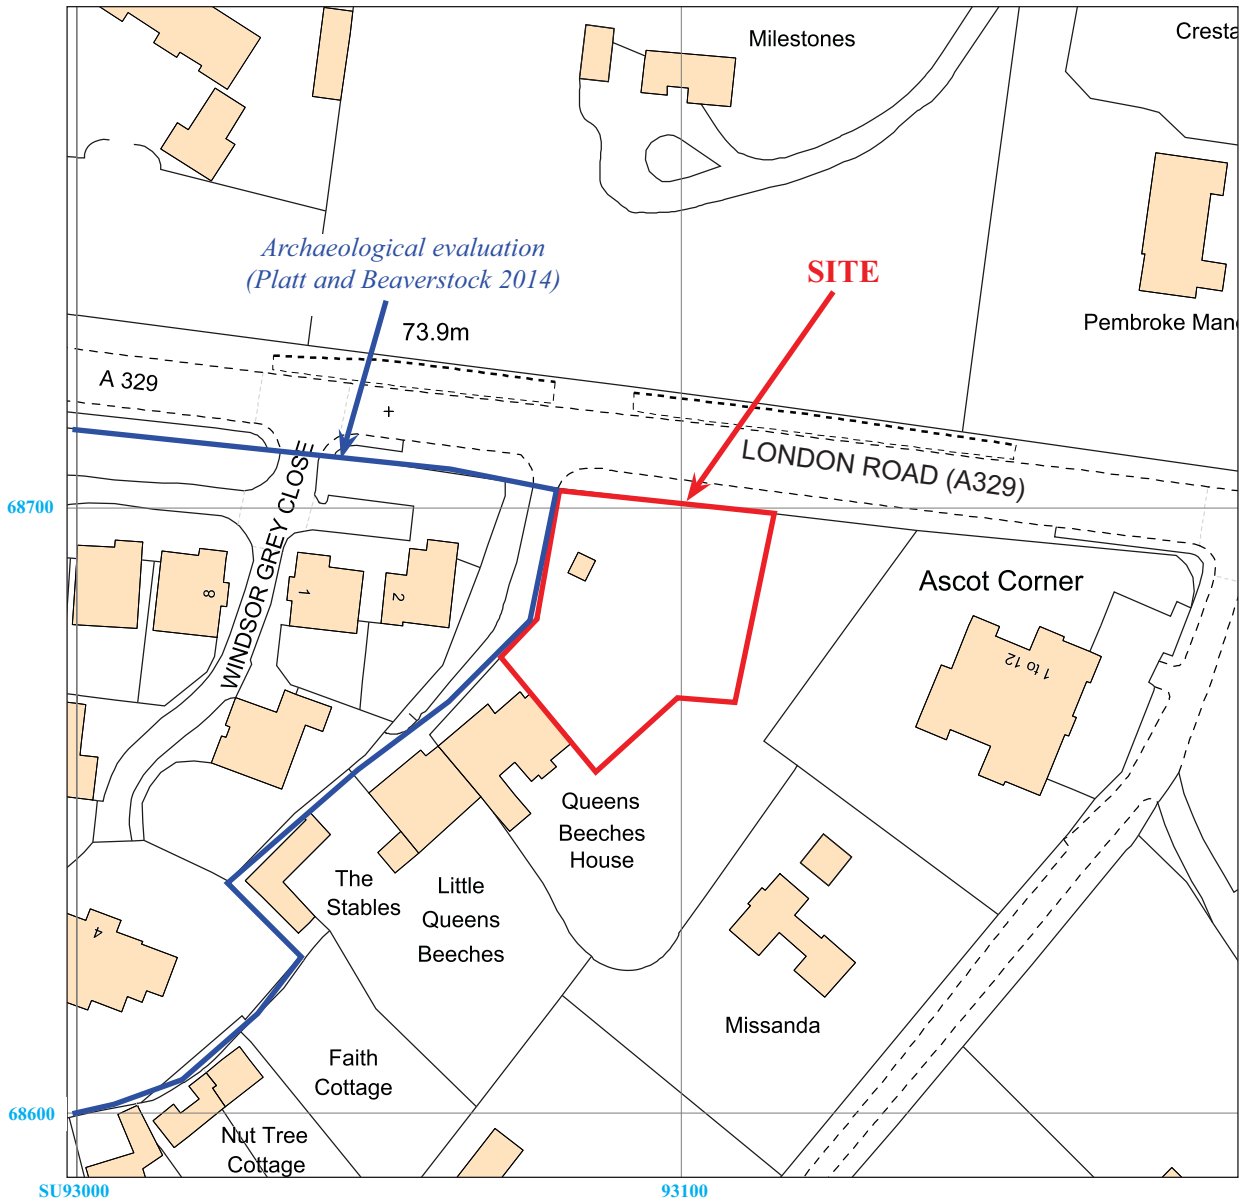 Milestones
Cresta
Archaeological evaluation
(Platt and Beaverstock 2014)
SITE
73.9m
Pembroke Mano
A 329
LONDON ROAD (A329)
WINDSOR GREY CLOSE
68700
8
1
2
Ascot Corner
1 to 12
Queens
Beeches
House
The
Stables
Little
Queens
Beeches
4
Missanda
Faith
Cottage
68600
Nut Tree
Cottage
SU93000
93100